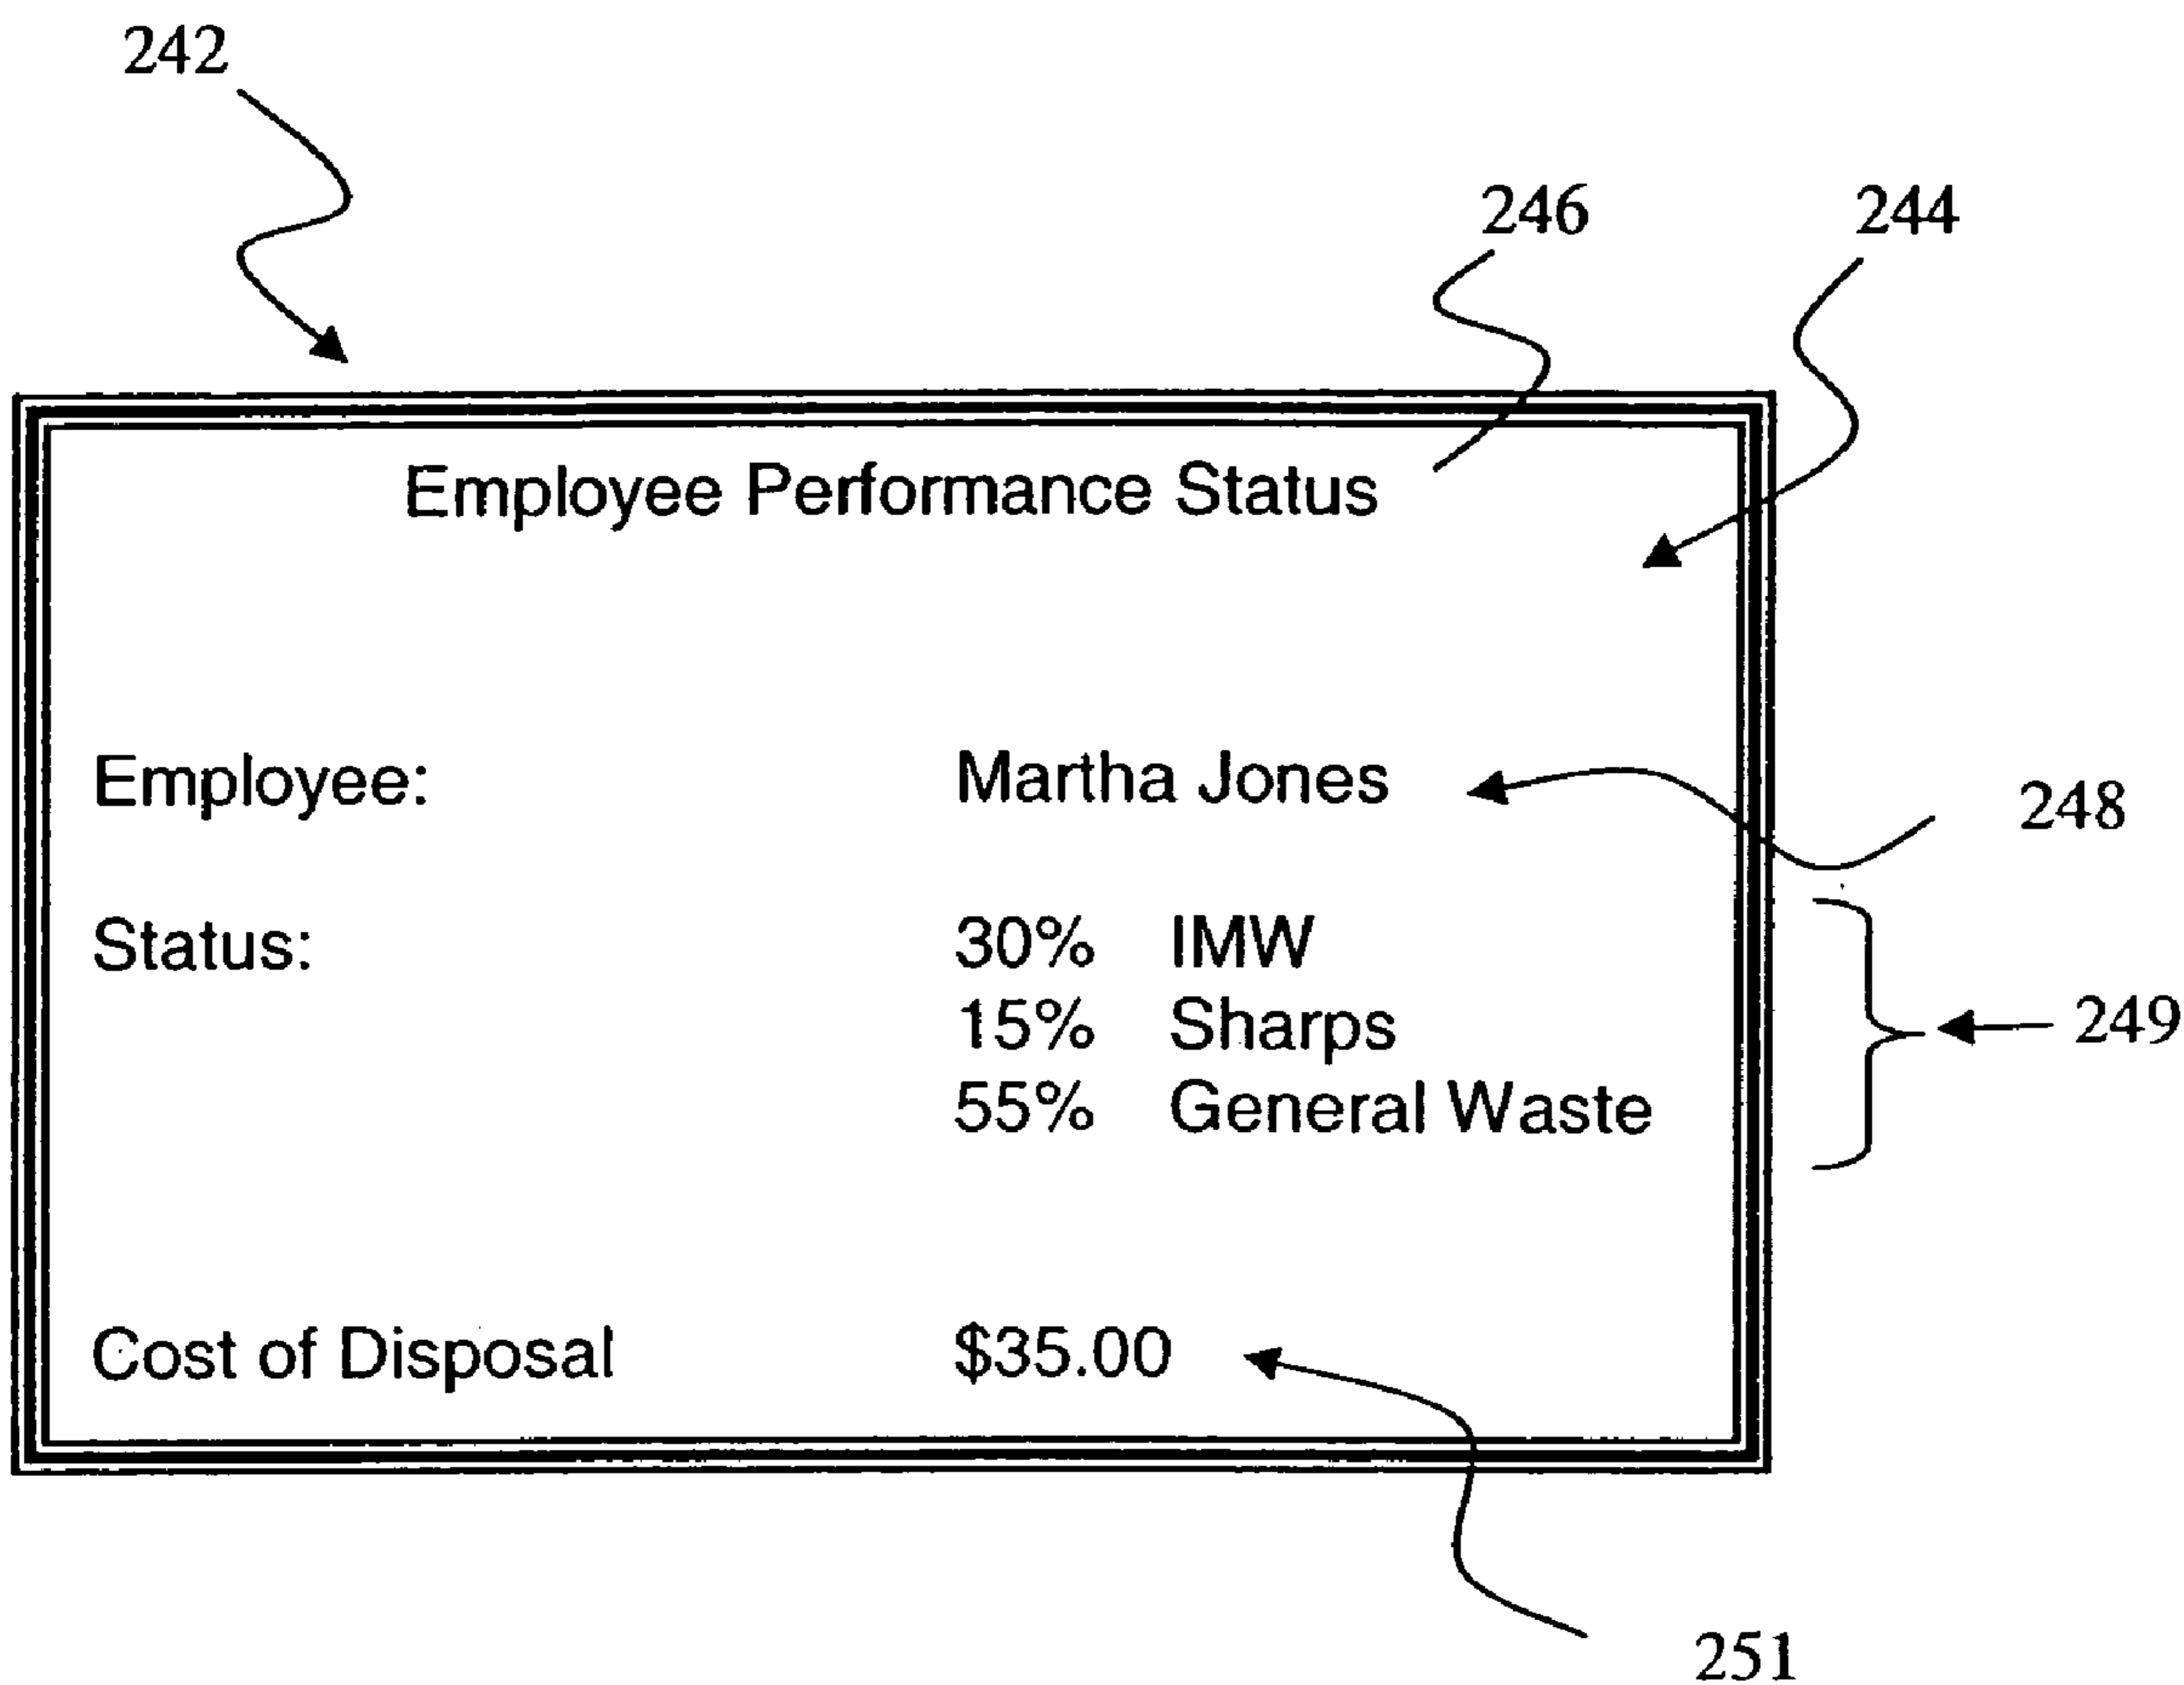 242
246
244
Employee Performance Status
Employee: Martha Jones
248
Status: 30% IMW
15% Sharps
249
55% General Waste
Cost of Disposal $35.00
251